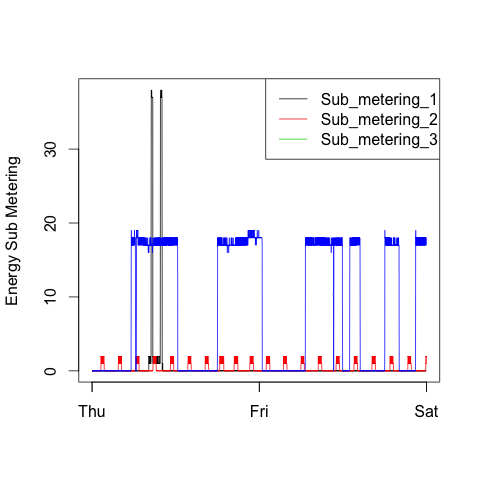 Sub_metering_1
Sub_metering_2
Sub_metering_3
Energy Sub Metering
30
20
10
0
Thu Fri Sat